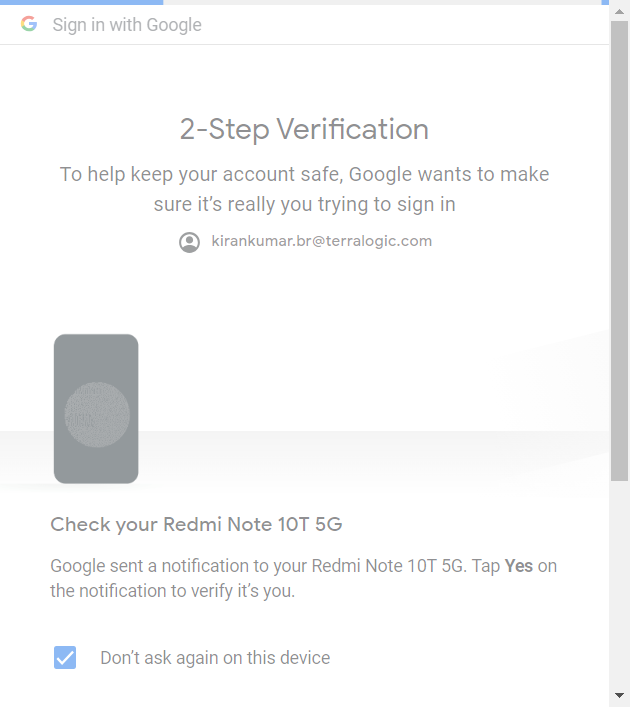 Sign in with Google
2-Step Verification
To help keep your account safe, Google wants to make
sure it’s really you trying to sign in
kirankumar.br@terralogic.com
Check your Redmi Note 10T 5G
Google sent a notification to your Redmi Note 10T 5G. Tap Yes on
the notification to verify it’s you.
Don’t ask again on this device